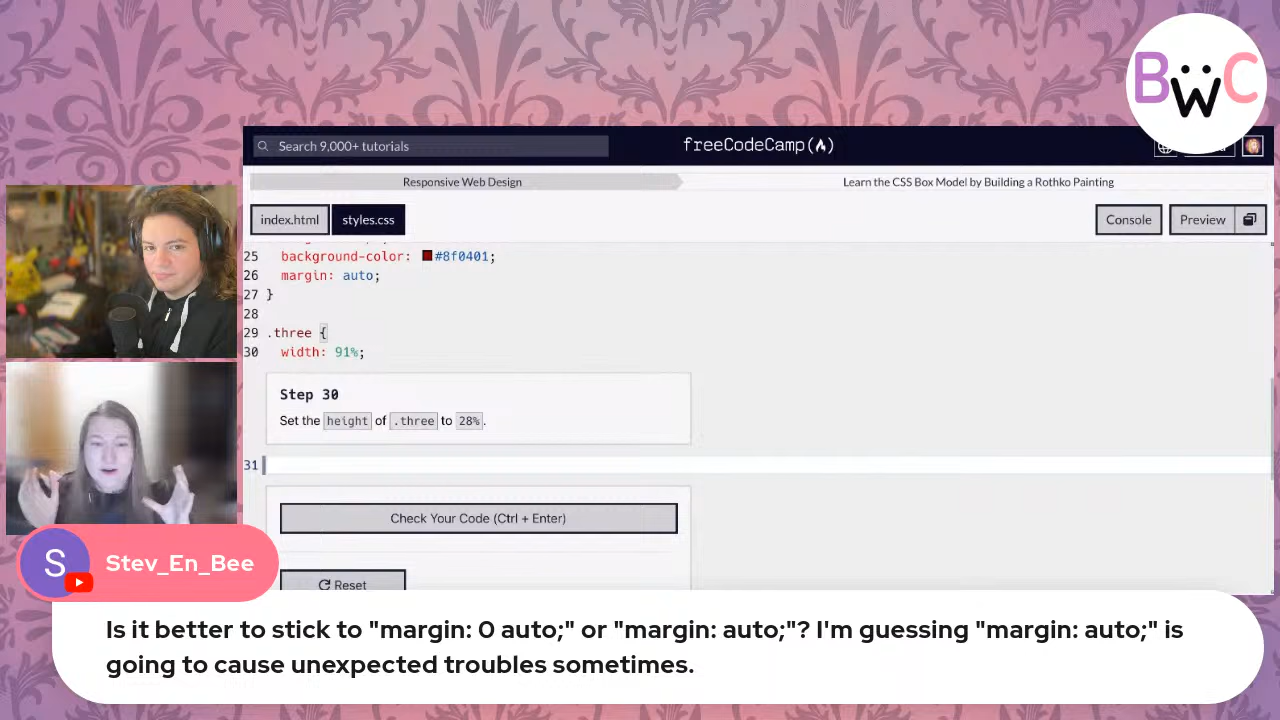 BWC
Search 9,000+ tutorials
freeCodeCamp
Responsive Web Design
Learn the CSS Box Model by Building a Rothko Painting
index.html
styles.css
Console
Preview
25 background-color: #8f0401;
26 margin: auto;
27 }
28
29 .three {
30 width: 91%;
Step 30
Set the height of .three to 28%.
31
Check Your Code (Ctrl + Enter)
Reset
S
Stev_En_Bee
Is it better to stick to "margin: 0 auto;" or "margin: auto;"? I'm guessing "margin: auto;" is
going to cause unexpected troubles sometimes.